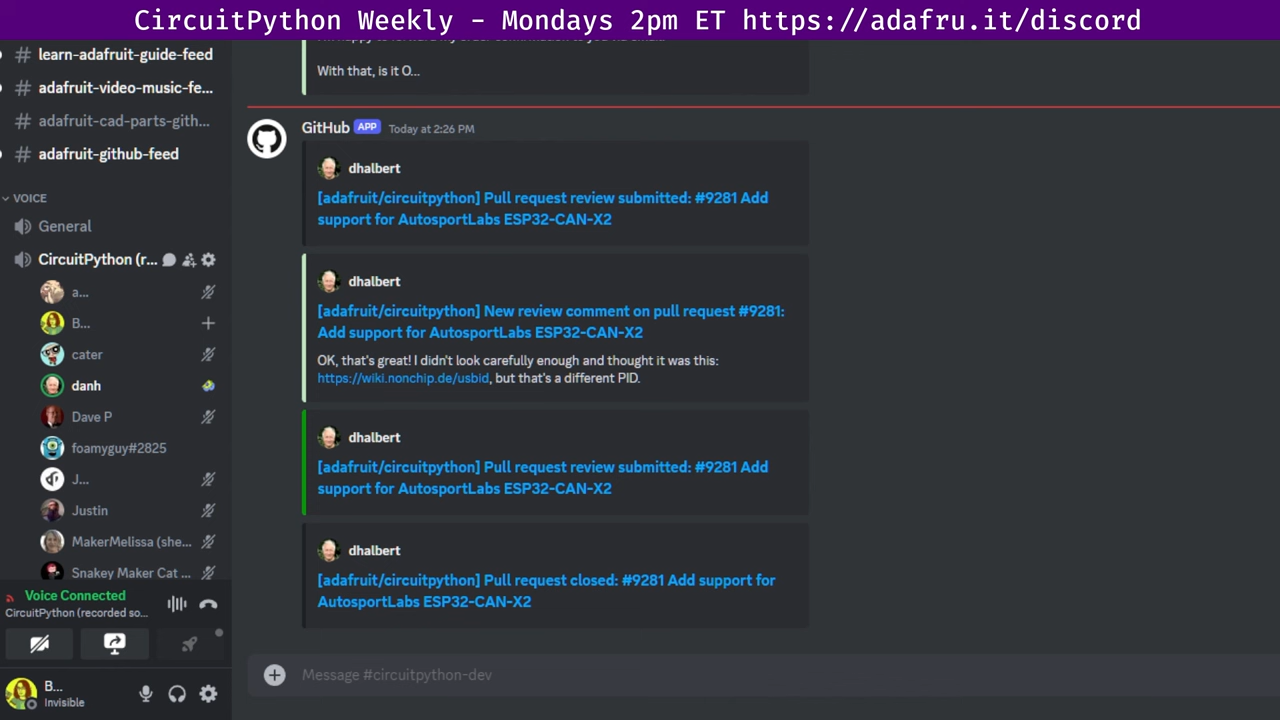 CircuitPython Weekly - Mondays 2pm ET https://adafru.it/discord
learn-adafruit-guide-feed
adafruit-video-music-fe...
adafruit-cad-parts-gith...
adafruit-github-feed
VOICE
General
CircuitPython (r...
a...
B...
cater
danh
Dave P
foamyguy#2825
J...
Justin
MakerMelissa (she...
Snakey Maker Cat ...
Voice Connected
CircuitPython (recorded so...
B...
Invisible
With that, is it O...
GitHub APP Today at 2:26 PM
dhalbert
[adafruit/circuitpython] Pull request review submitted: #9281 Add
support for AutosportLabs ESP32-CAN-X2
dhalbert
[adafruit/circuitpython] New review comment on pull request #9281:
Add support for AutosportLabs ESP32-CAN-X2
OK, that's great! I didn't look carefully enough and thought it was this:
https://wiki.nonchip.de/usbid, but that's a different PID.
dhalbert
[adafruit/circuitpython] Pull request review submitted: #9281 Add
support for AutosportLabs ESP32-CAN-X2
dhalbert
[adafruit/circuitpython] Pull request closed: #9281 Add support for
AutosportLabs ESP32-CAN-X2
Message #circuitpython-dev